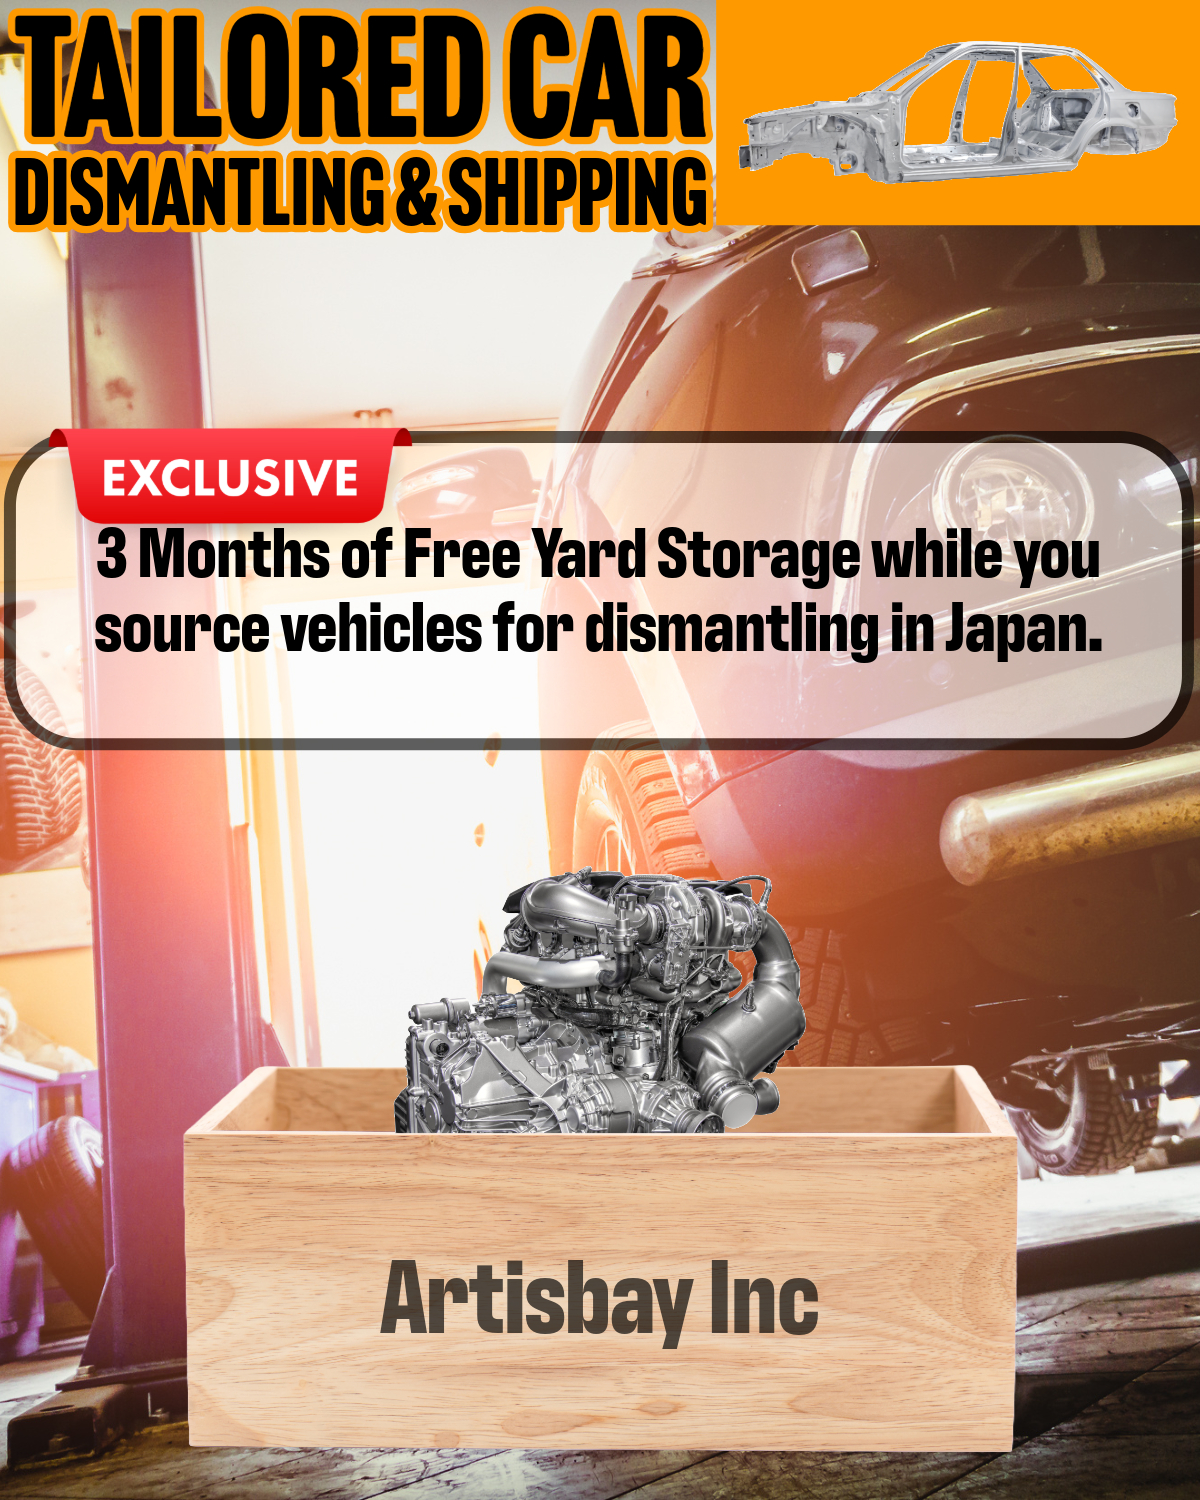 TAILORED CAR
DISMANTLING & SHIPPING
EXCLUSIVE
3 Months of Free Yard Storage while you
source vehicles for dismantling in Japan.
Artisbay Inc